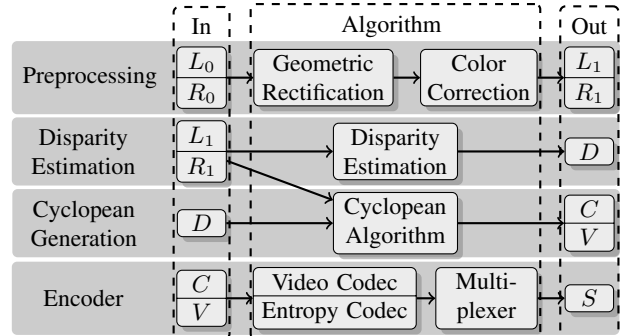 In Algorithm Out
Preprocessing
L₀
R₀
Geometric
Rectification
Color
Correction
L₁
R₁
Disparity
Estimation
L₁
R₁
Disparity
Estimation
D
Cyclopean
Generation
D
Cyclopean
Algorithm
C
V
Encoder
C
V
Video Codec
Entropy Codec
Multi-
plexer
S